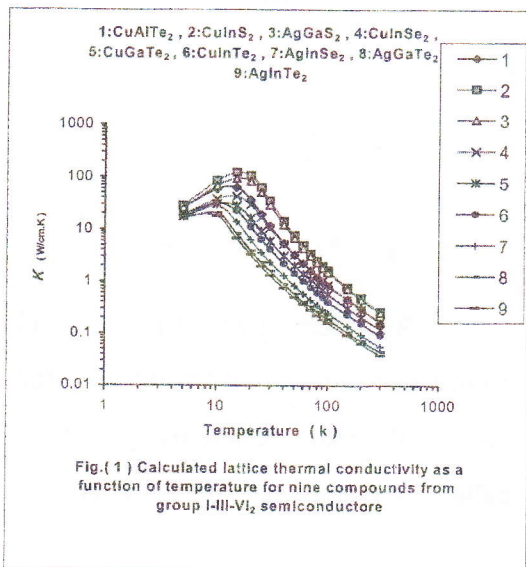 1:CuAlTe₂ , 2:CuInS₂ , 3:AgGaS₂ , 4:CuInSe₂ ,
5:CuGaTe₂ , 6:CuInTe₂ , 7:AgInSe₂ , 8:AgGaTe₂
9:AgInTe₂
1
2
3
4
5
6
7
8
9
1000
100
10
1
0.1
0.01
K (W/cm.K)
1 10 100 1000
Temperature ( k )
Fig.( 1 ) Calculated lattice thermal conductivity as a
function of temperature for nine compounds from
group I-III-VI₂ semiconductore